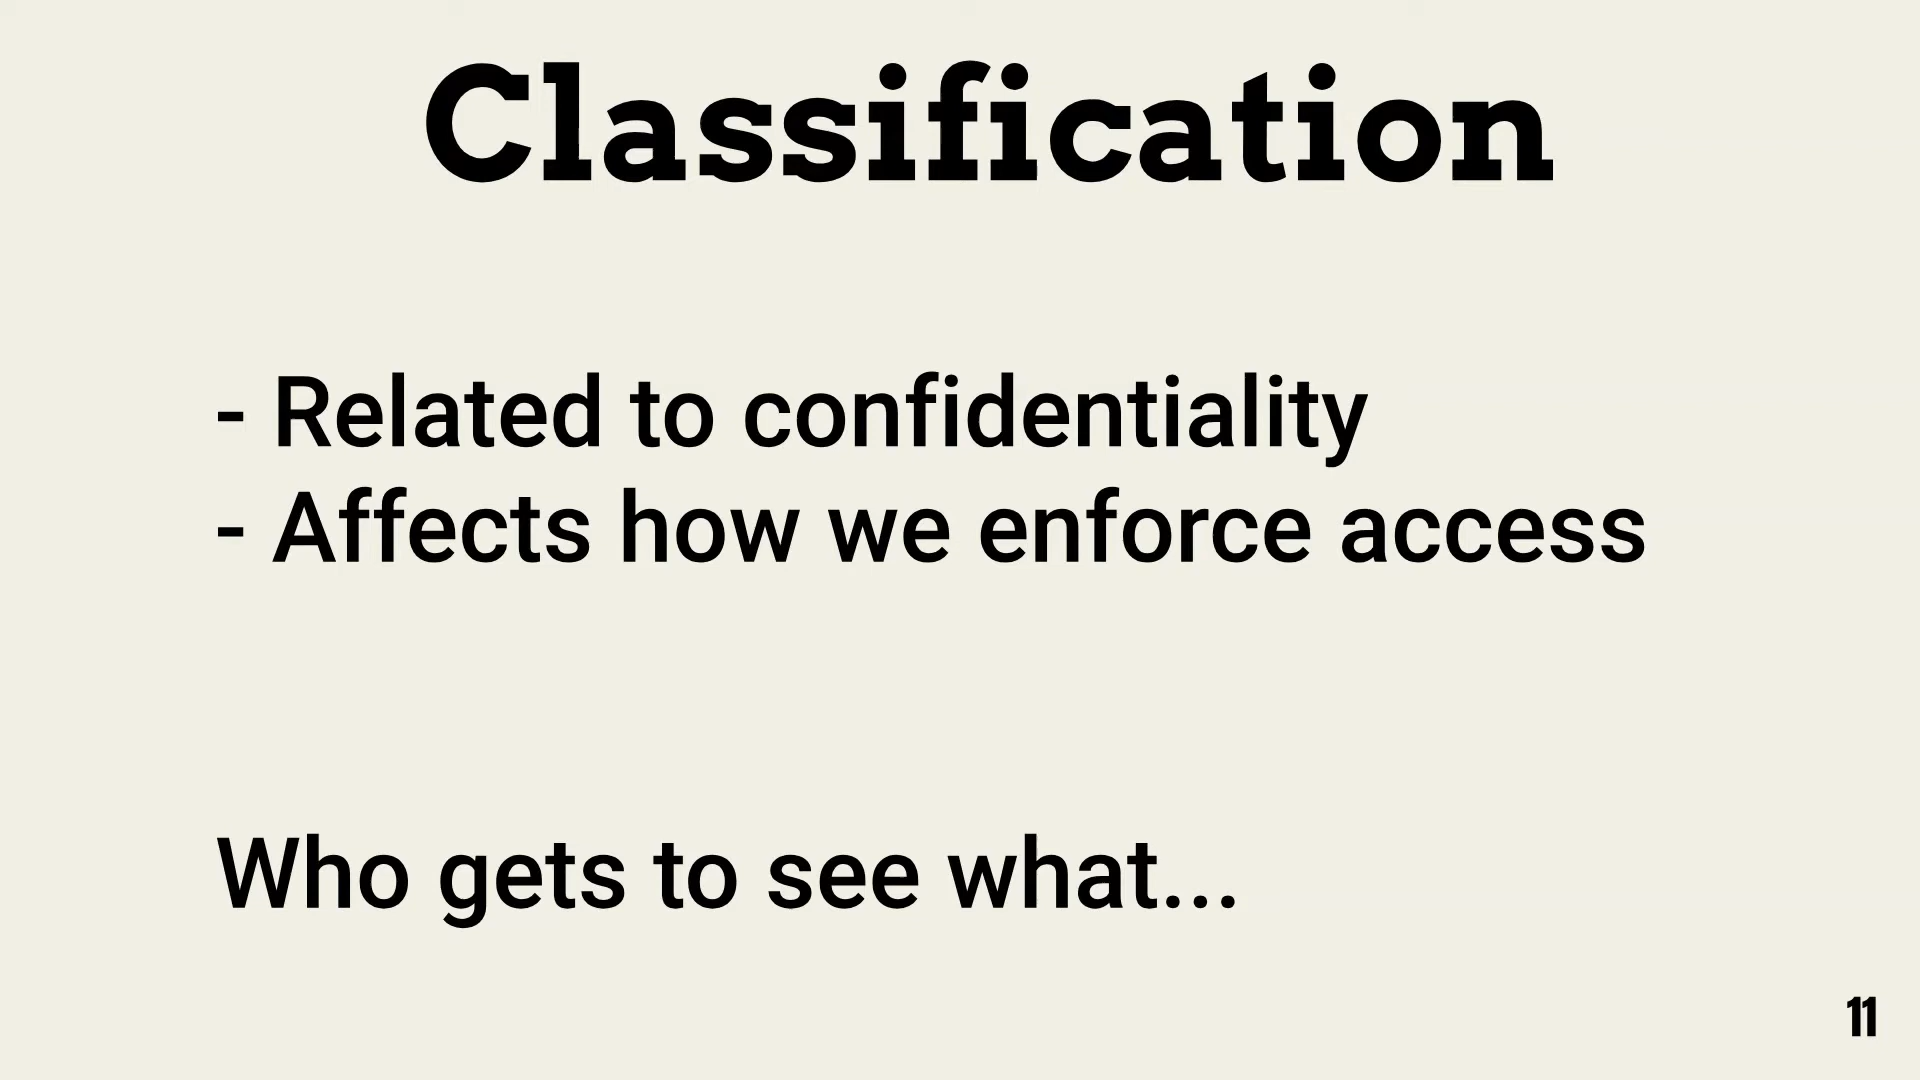 Classification
- Related to confidentiality
- Affects how we enforce access
Who gets to see what...
11